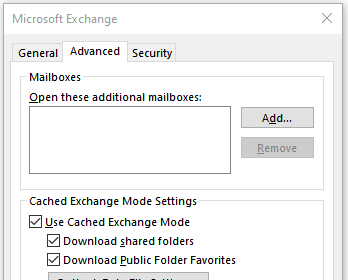 Microsoft Exchange
General Advanced Security
Mailboxes
Open these additional mailboxes:
Add...
Remove
Cached Exchange Mode Settings
Use Cached Exchange Mode
Download shared folders
Download Public Folder Favorites